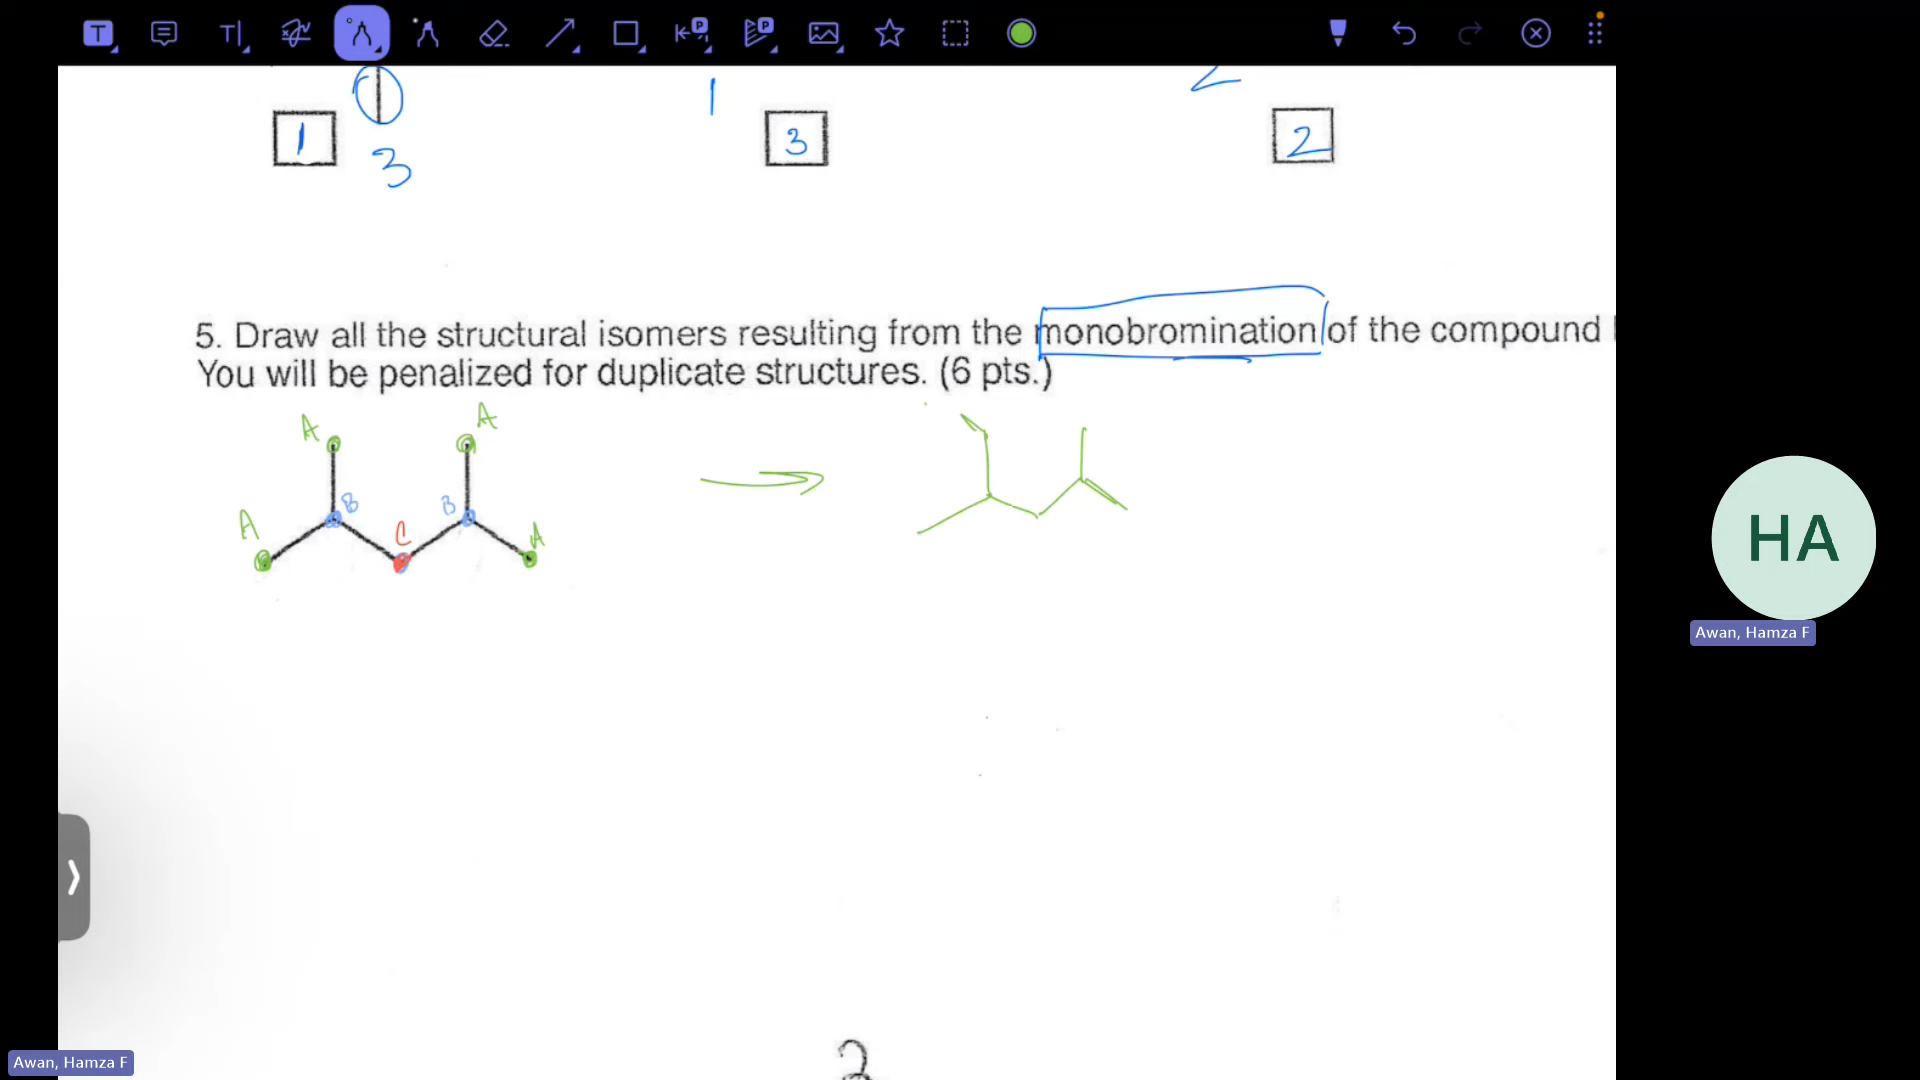 T
T|
P
P
1
2
1
3
3
2
5. Draw all the structural isomers resulting from the monobromination of the compound
You will be penalized for duplicate structures. (6 pts.)
A
A
B
B
A
C
A
HA
Awan, Hamza F
Awan, Hamza F